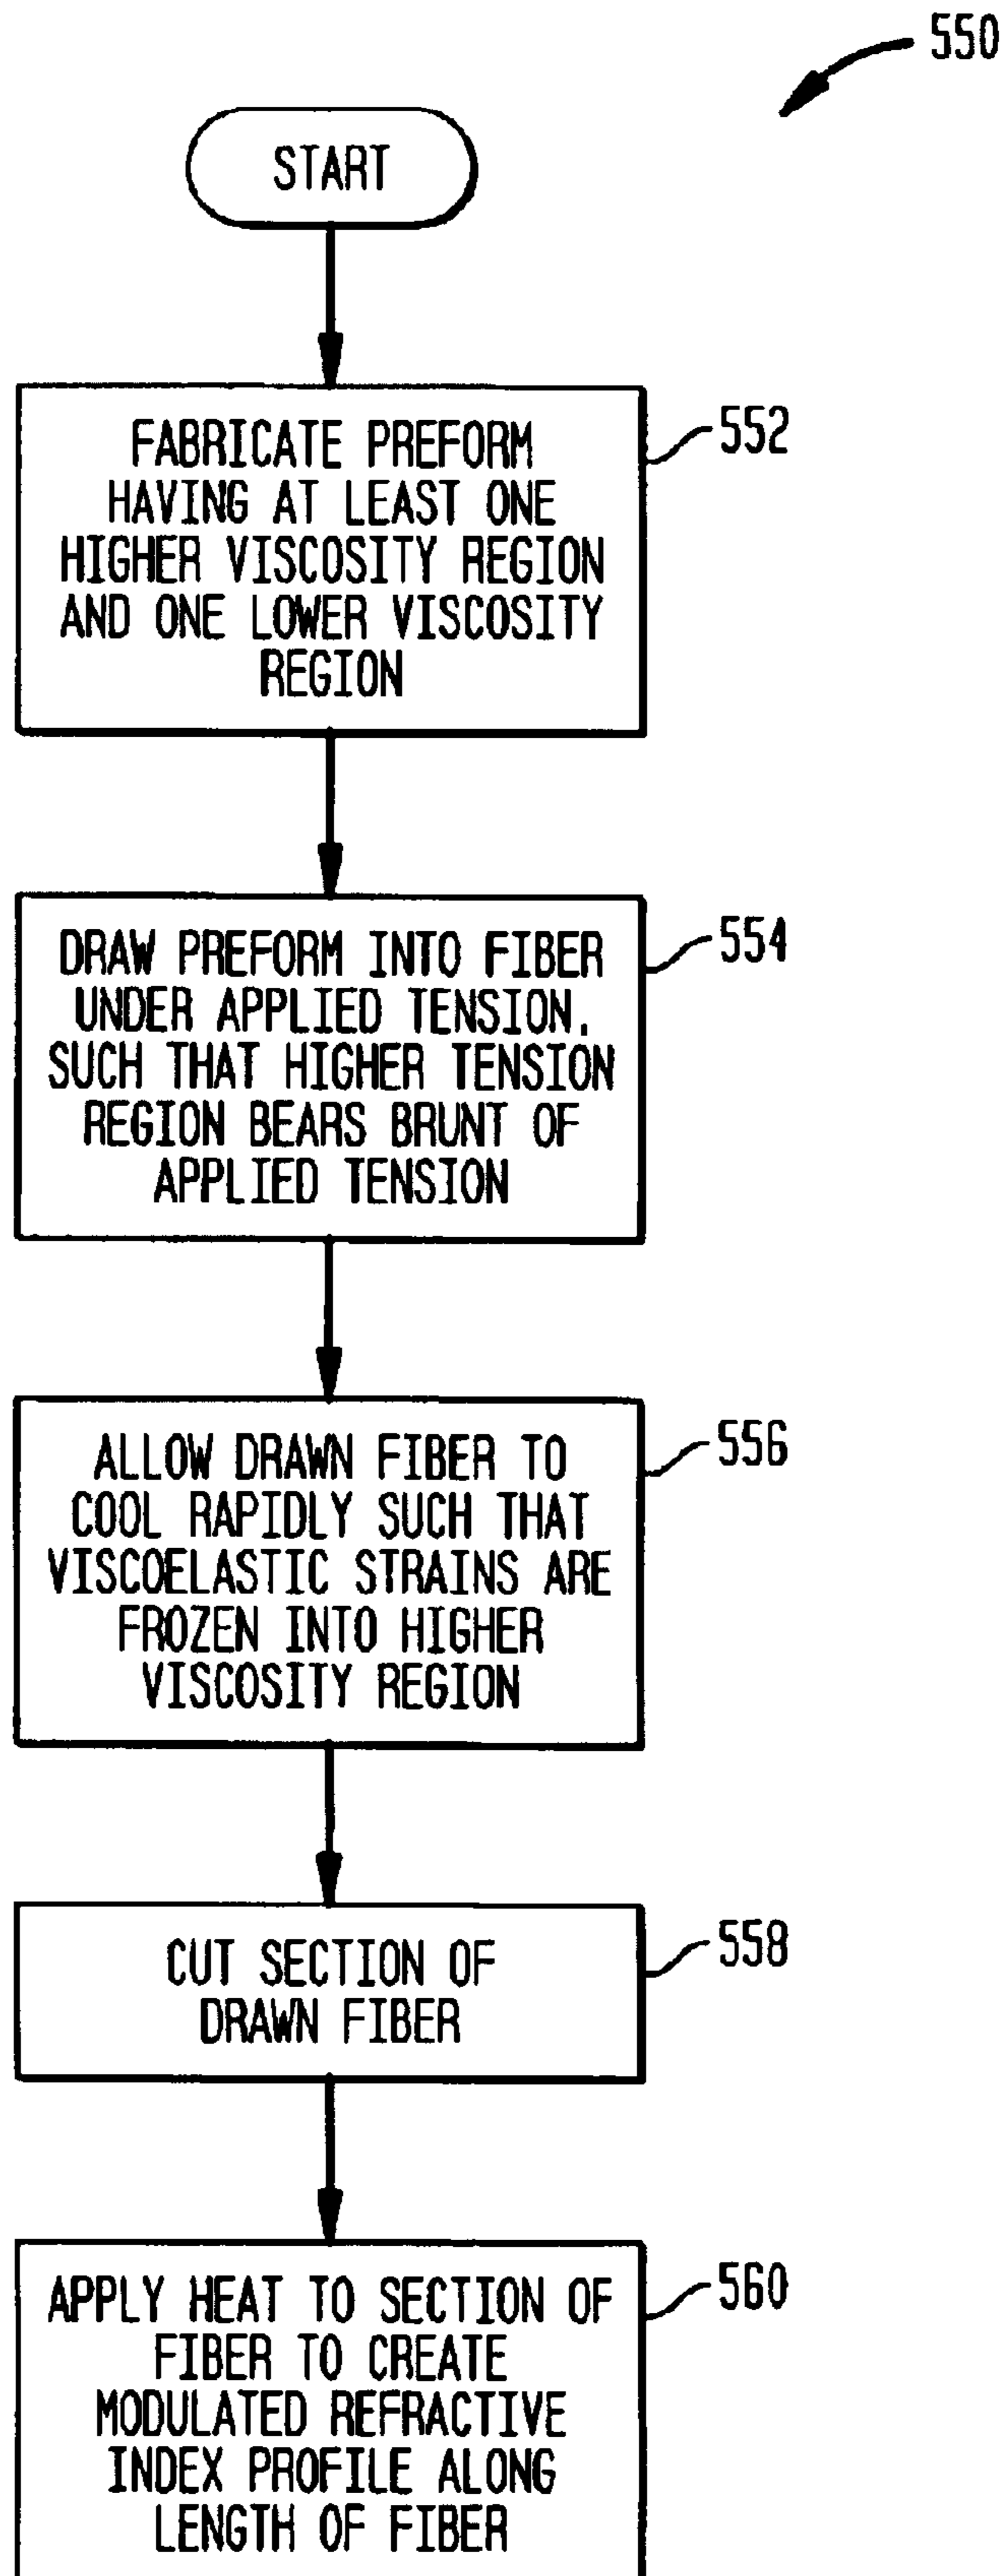 550
START
FABRICATE PREFORM
HAVING AT LEAST ONE
HIGHER VISCOSITY REGION
AND ONE LOWER VISCOSITY
REGION
552
DRAW PREFORM INTO FIBER
UNDER APPLIED TENSION.
SUCH THAT HIGHER TENSION
REGION BEARS BRUNT OF
APPLIED TENSION
554
ALLOW DRAWN FIBER TO
COOL RAPIDLY SUCH THAT
VISCOELASTIC STRAINS ARE
FROZEN INTO HIGHER
VISCOSITY REGION
556
CUT SECTION OF
DRAWN FIBER
558
APPLY HEAT TO SECTION OF
FIBER TO CREATE
MODULATED REFRACTIVE
INDEX PROFILE ALONG
LENGTH OF FIBER
560